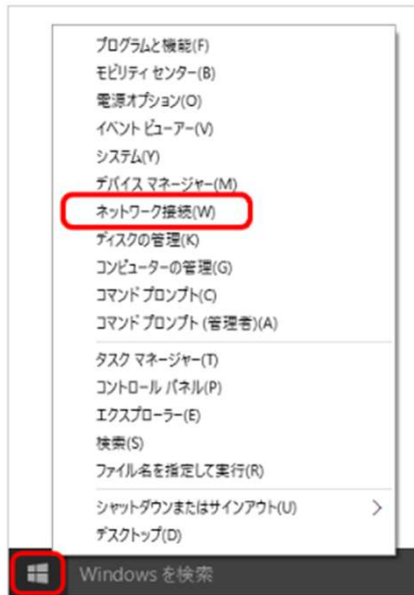 プログラムと機能(F)
モビリティ センター(B)
電源オプション(O)
イベント ビューアー(V)
システム(Y)
デバイス マネージャー(M)
ネットワーク接続(W)
ディスクの管理(K)
コンピューターの管理(G)
コマンド プロンプト(C)
コマンド プロンプト (管理者)(A)
タスク マネージャー(T)
コントロール パネル(P)
エクスプローラー(E)
検索(S)
ファイル名を指定して実行(R)
シャットダウンまたはサインアウト(U)
デスクトップ(D)
Windows を検索